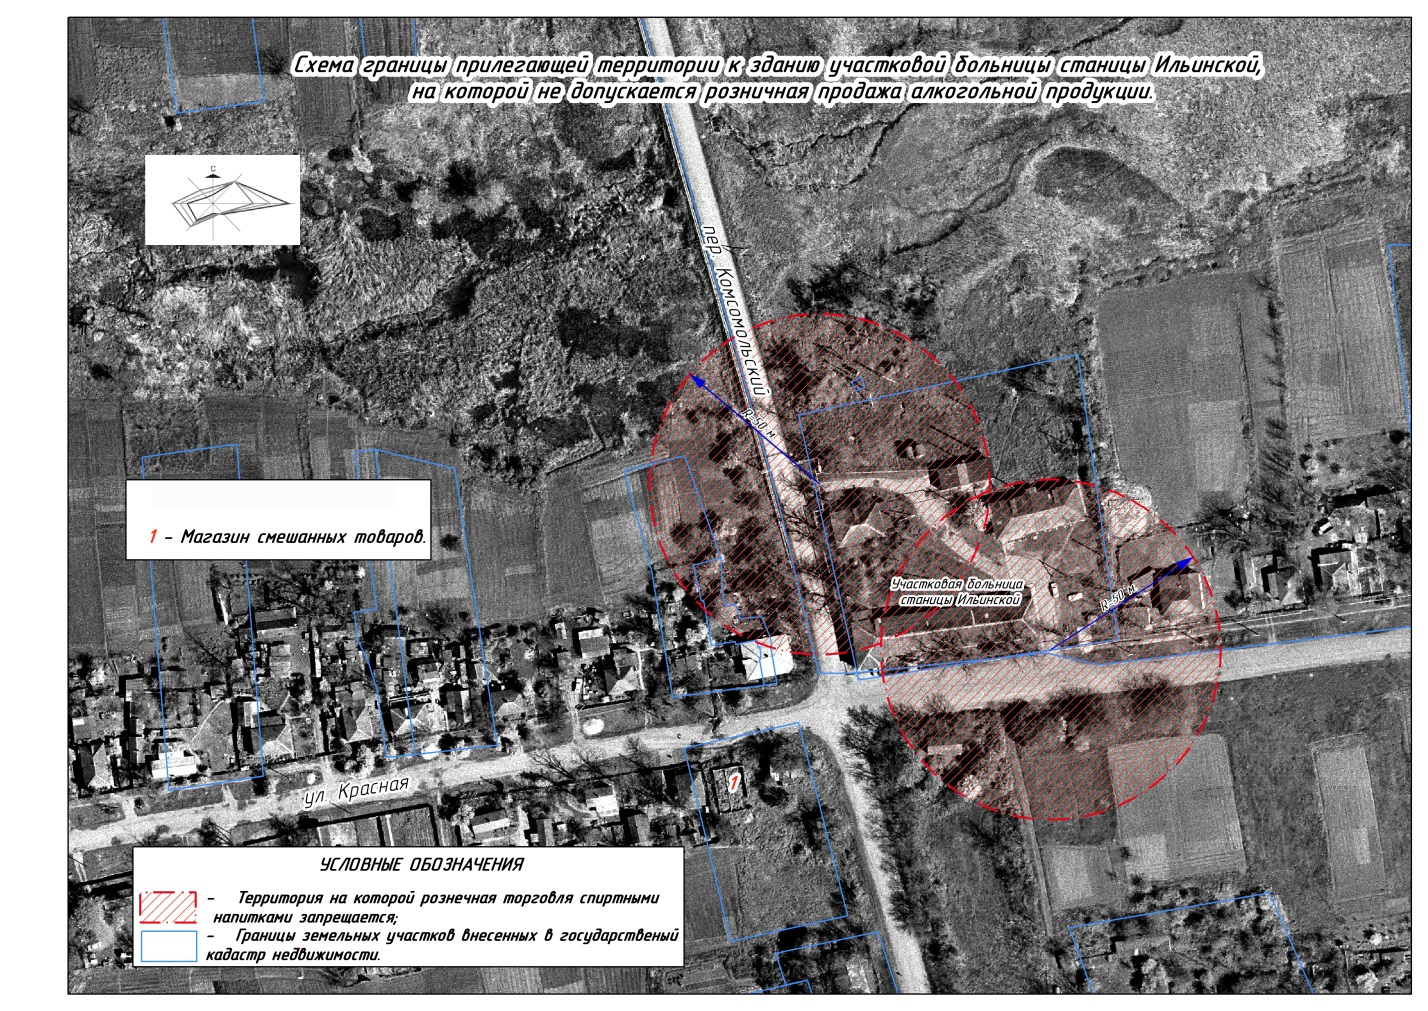 Схема границы прилегающей территории к зданию участковой больницы станицы Ильинской,
на которой не допускается розничная продажа алкогольной продукции.
С
пер. Комсомольский
R=50 м
1 - Магазин смешанных товаров.
Участковая больница
станицы Ильинской
R=50 м
1
ул. Красная
УСЛОВНЫЕ ОБОЗНАЧЕНИЯ
- Территория на которой рознечная торговля спиртными
напитками запрещается;
- Границы земельных участков внесенных в государственый
кадастр недвижимости.